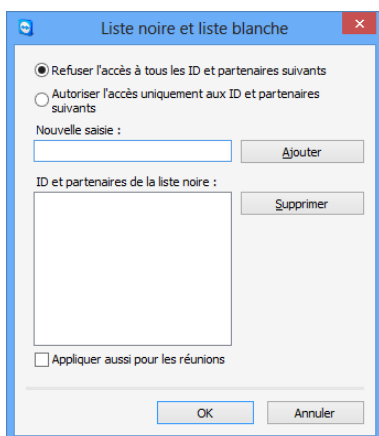 Liste noire et liste blanche
Refuser l'accès à tous les ID et partenaires suivants
Autoriser l'accès uniquement aux ID et partenaires
suivants
Nouvelle saisie :
Ajouter
ID et partenaires de la liste noire :
Supprimer
Appliquer aussi pour les réunions
OK
Annuler